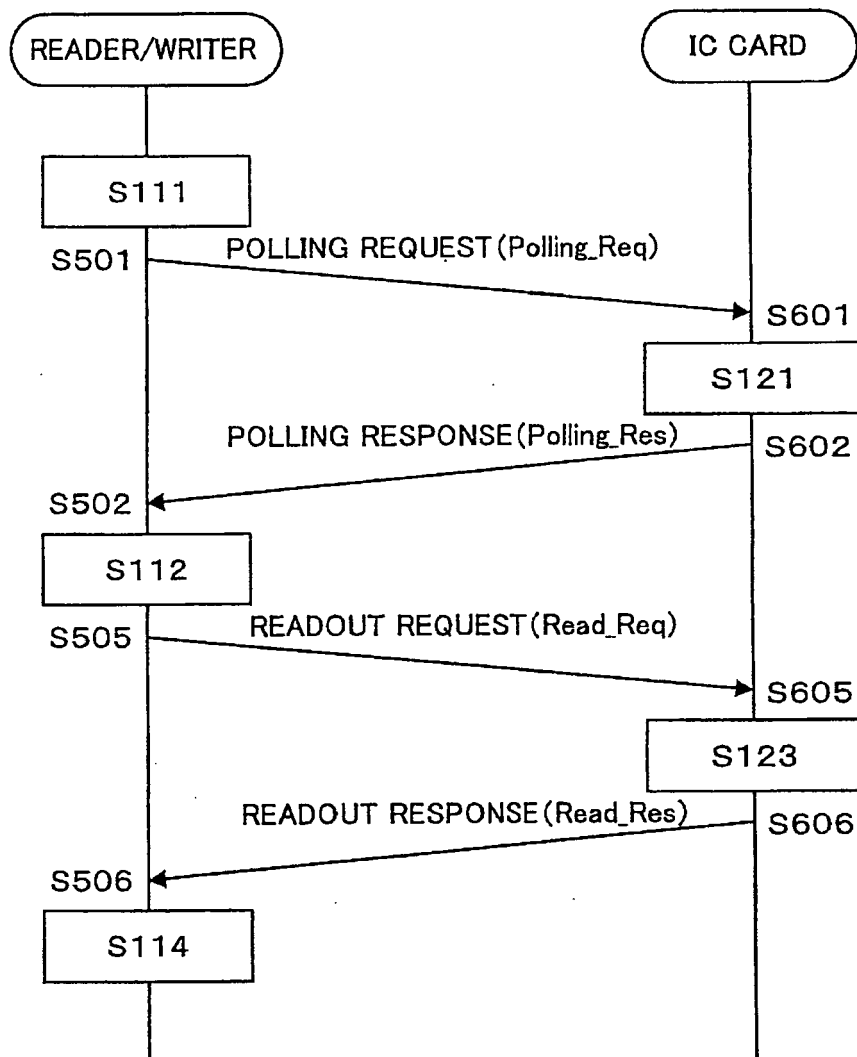 READER/WRITER
IC CARD
S111
S501
POLLING REQUEST(Polling_Req)
S601
S121
POLLING RESPONSE(Polling_Res)
S602
S502
S112
S505
READOUT REQUEST(Read_Req)
S605
S123
READOUT RESPONSE(Read_Res)
S606
S506
S114